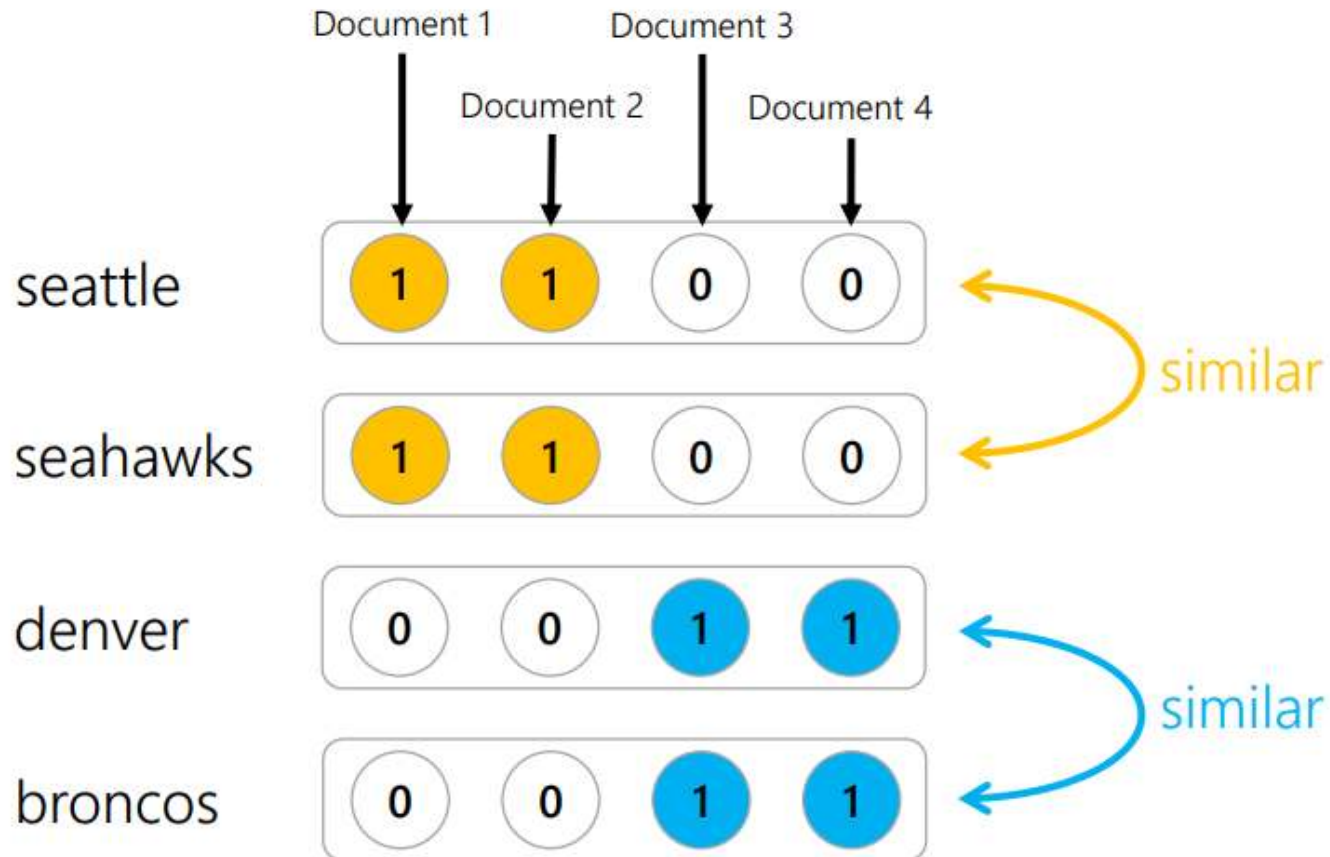 Document 1
Document 3
Document 2
Document 4
seattle 1 1 0 0
similar
seahawks 1 1 0 0
denver 0 0 1 1
similar
broncos 0 0 1 1